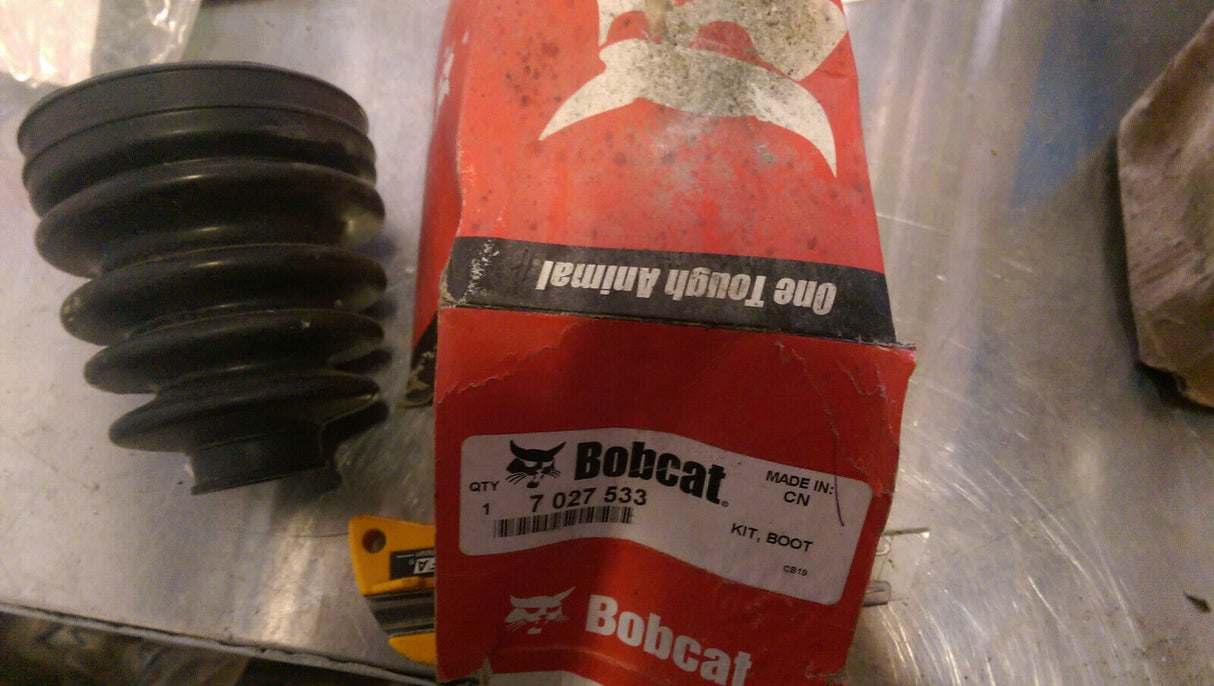 One Tough Animal
Bobcat®
MADE IN:
CN
QTY
1
7 027 533
KIT, BOOT
CB19
Bobcat